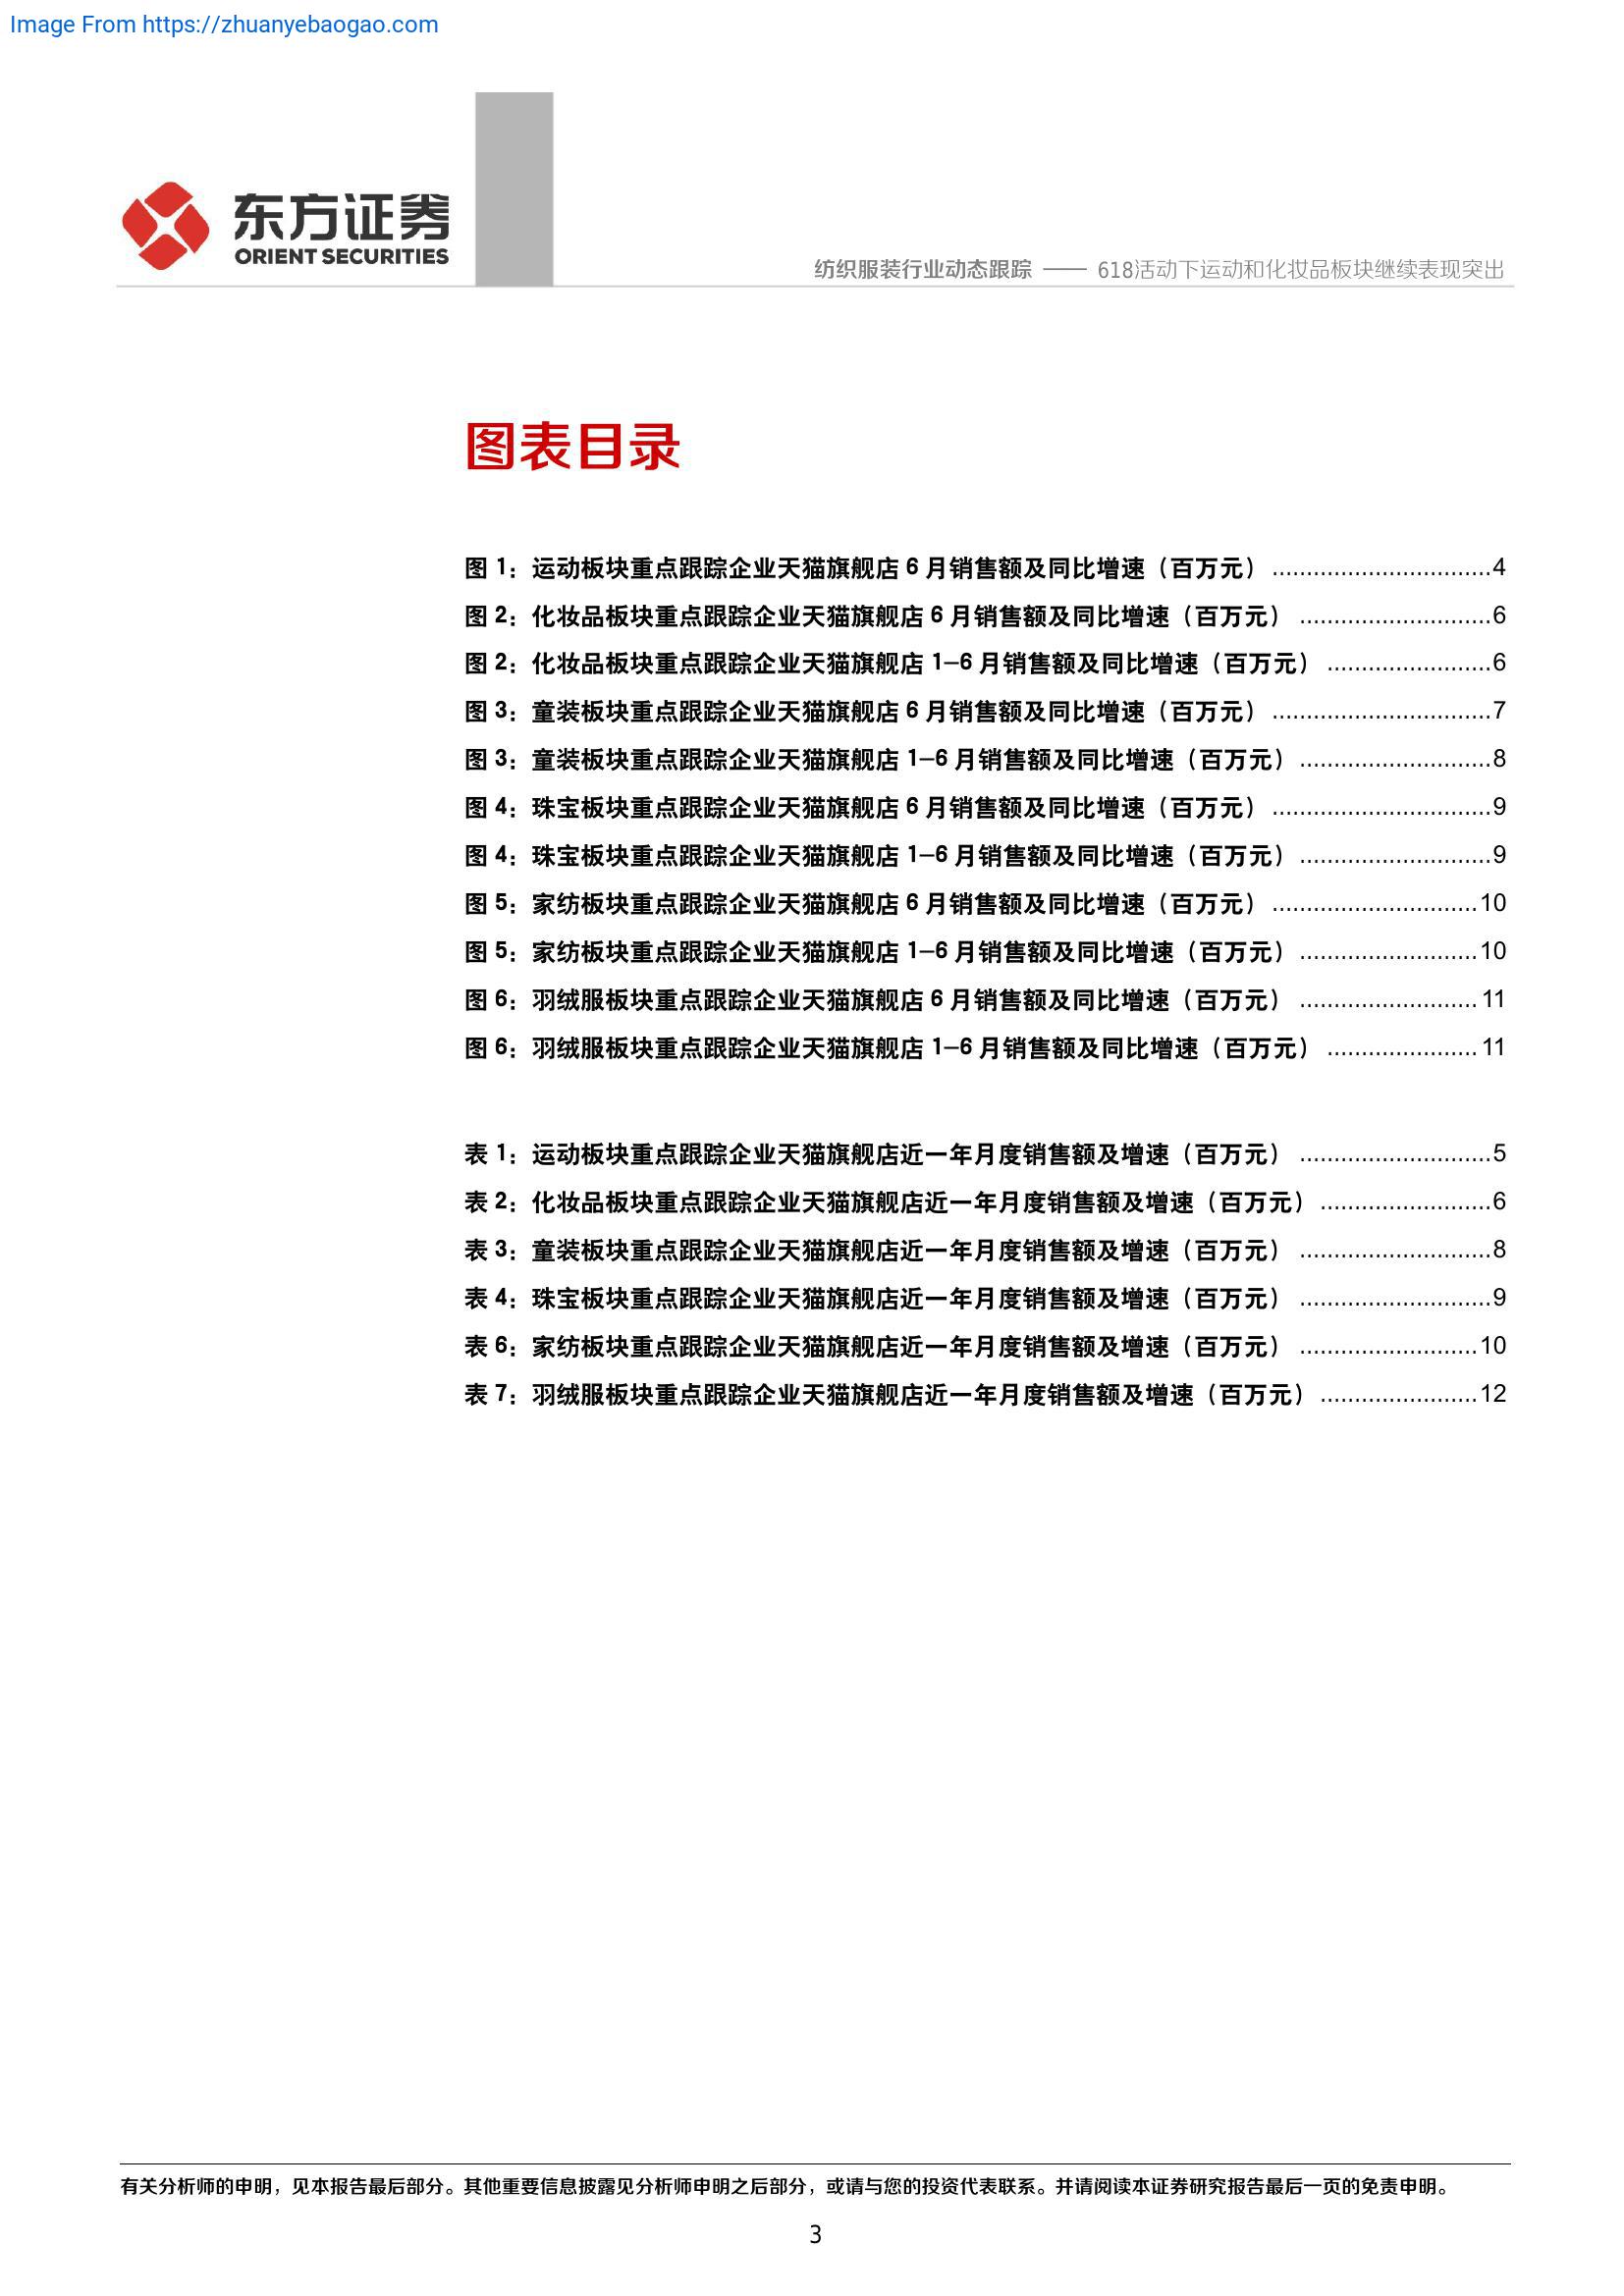 Image From https://zhuanyebaogao.com
东方证券
ORIENT SECURITIES
纺织服装行业动态跟踪 —— 618活动下运动和化妆品板块继续表现突出
图表目录
图 1：运动板块重点跟踪企业天猫旗舰店 6 月销售额及同比增速（百万元）................................4
图 2：化妆品板块重点跟踪企业天猫旗舰店 6 月销售额及同比增速（百万元）............................6
图 2：化妆品板块重点跟踪企业天猫旗舰店 1-6 月销售额及同比增速（百万元）........................6
图 3：童装板块重点跟踪企业天猫旗舰店 6 月销售额及同比增速（百万元）................................7
图 3：童装板块重点跟踪企业天猫旗舰店 1-6 月销售额及同比增速（百万元）............................8
图 4：珠宝板块重点跟踪企业天猫旗舰店 6 月销售额及同比增速（百万元）................................9
图 4：珠宝板块重点跟踪企业天猫旗舰店 1-6 月销售额及同比增速（百万元）............................9
图 5：家纺板块重点跟踪企业天猫旗舰店 6 月销售额及同比增速（百万元）..............................10
图 5：家纺板块重点跟踪企业天猫旗舰店 1-6 月销售额及同比增速（百万元）..........................10
图 6：羽绒服板块重点跟踪企业天猫旗舰店 6 月销售额及同比增速（百万元）..........................11
图 6：羽绒服板块重点跟踪企业天猫旗舰店 1-6 月销售额及同比增速（百万元）......................11
表 1：运动板块重点跟踪企业天猫旗舰店近一年月度销售额及增速（百万元）............................5
表 2：化妆品板块重点跟踪企业天猫旗舰店近一年月度销售额及增速（百万元）.........................6
表 3：童装板块重点跟踪企业天猫旗舰店近一年月度销售额及增速（百万元）............................8
表 4：珠宝板块重点跟踪企业天猫旗舰店近一年月度销售额及增速（百万元）............................9
表 6：家纺板块重点跟踪企业天猫旗舰店近一年月度销售额及增速（百万元）..........................10
表 7：羽绒服板块重点跟踪企业天猫旗舰店近一年月度销售额及增速（百万元）.......................12
有关分析师的申明，见本报告最后部分。其他重要信息披露见分析师申明之后部分，或请与您的投资代表联系。并请阅读本证券研究报告最后一页的免责申明。
3